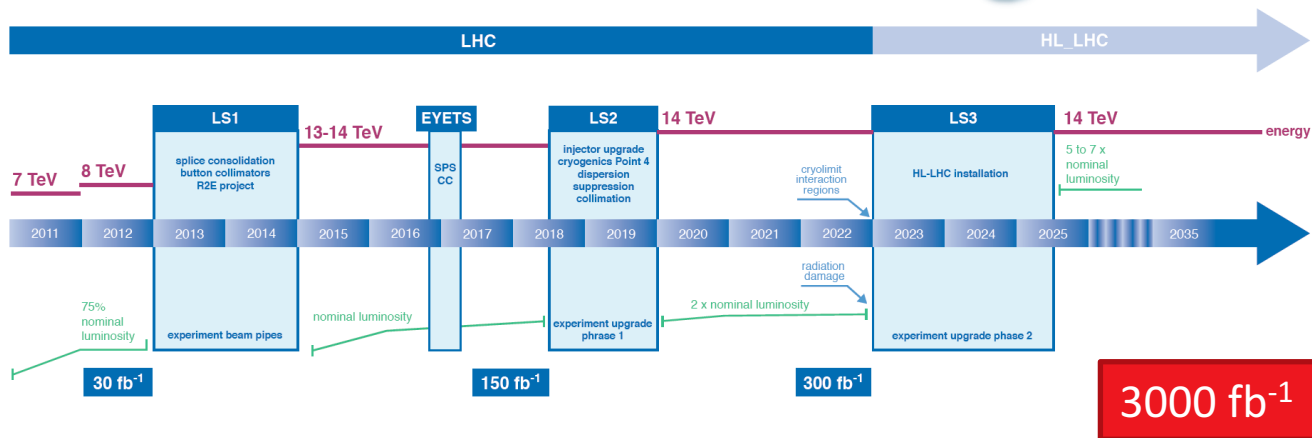 LHC
HL_LHC
LS1
EYETS
LS2
LS3
7 TeV
8 TeV
13-14 TeV
14 TeV
14 TeV
energy
splice consolidation
button collimators
R2E project
SPS
CC
injector upgrade
cryogenics Point 4
dispersion
suppression
collimation
cryolimit
interaction
regions
HL-LHC installation
5 to 7 x
nominal
luminosity
2011 2012 2013 2014 2015 2016 2017 2018 2019 2020 2021 2022 2023 2024 2025 2035
75%
nominal
luminosity
experiment beam pipes
nominal luminosity
experiment upgrade
phrase 1
2 x nominal luminosity
radiation
damage
experiment upgrade phase 2
30 fb-1
150 fb-1
300 fb-1
3000 fb-1